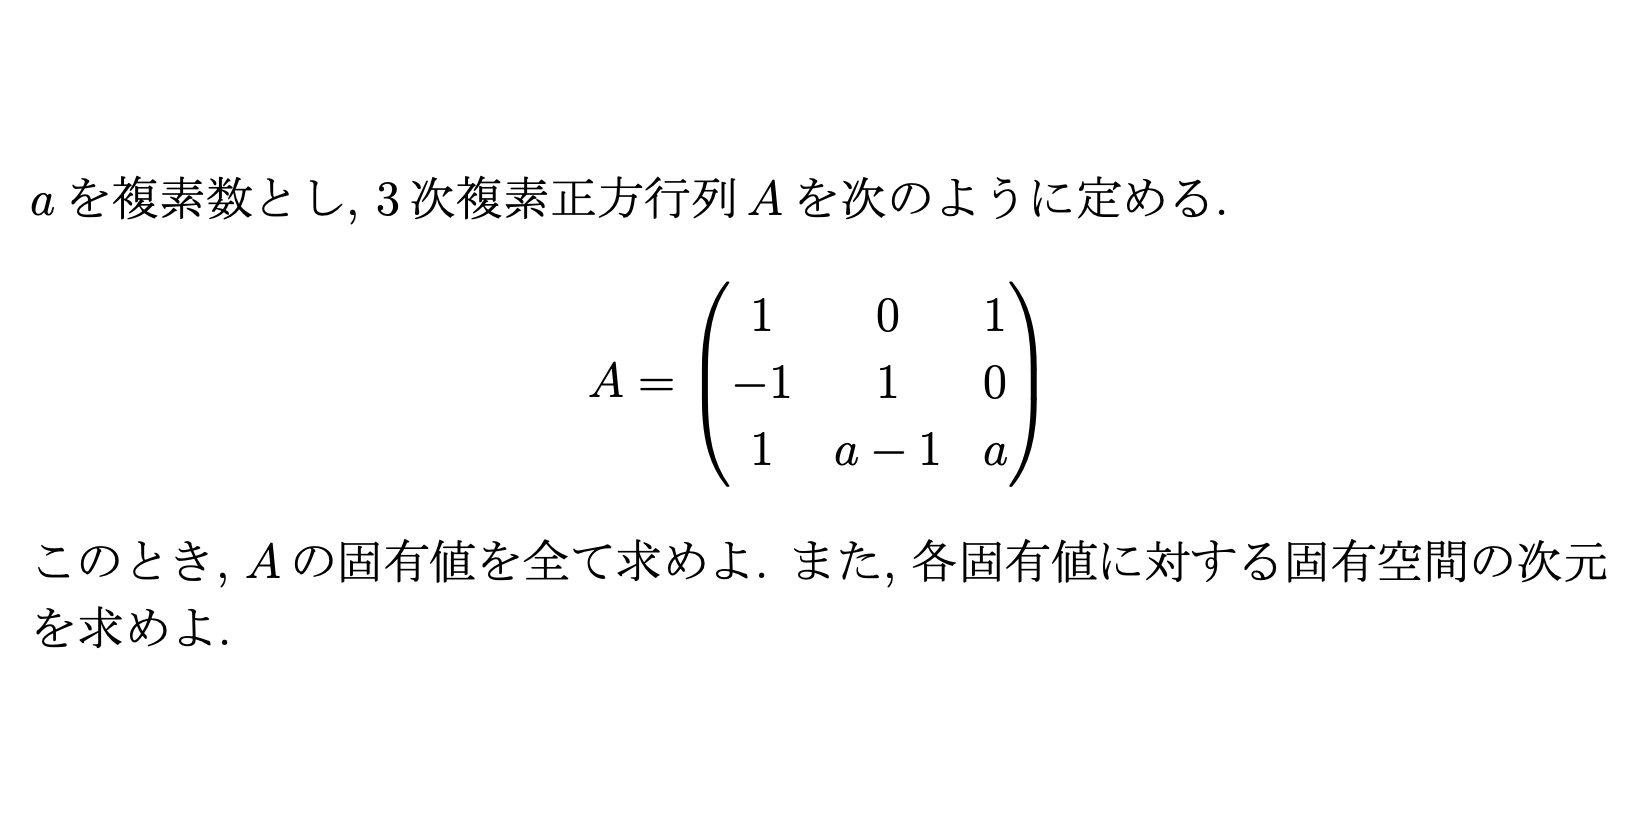 a を複素数とし, 3 次複素正方行列 A を次のように定める.
A = \begin{pmatrix} 1 & 0 & 1 \\ -1 & 1 & 0 \\ 1 & a-1 & a \end{pmatrix}
このとき, A の固有値を全て求めよ. また, 各固有値に対する固有空間の次元
を求めよ.